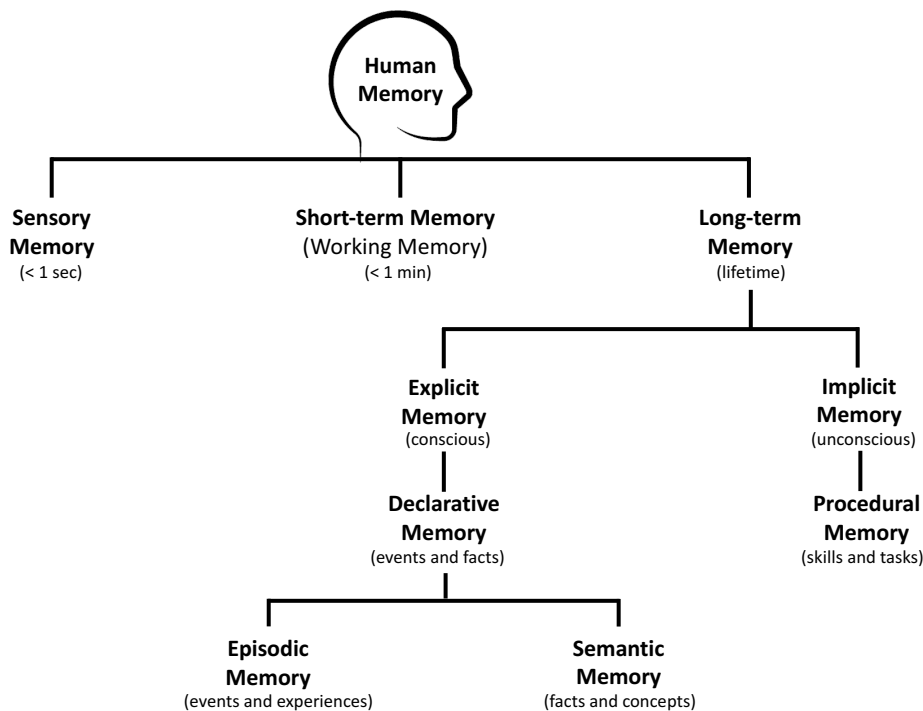 Human
Memory
Sensory
Memory
(< 1 sec)
Short-term Memory
(Working Memory)
(< 1 min)
Long-term
Memory
(lifetime)
Explicit
Memory
(conscious)
Implicit
Memory
(unconscious)
Declarative
Memory
(events and facts)
Procedural
Memory
(skills and tasks)
Episodic
Memory
(events and experiences)
Semantic
Memory
(facts and concepts)